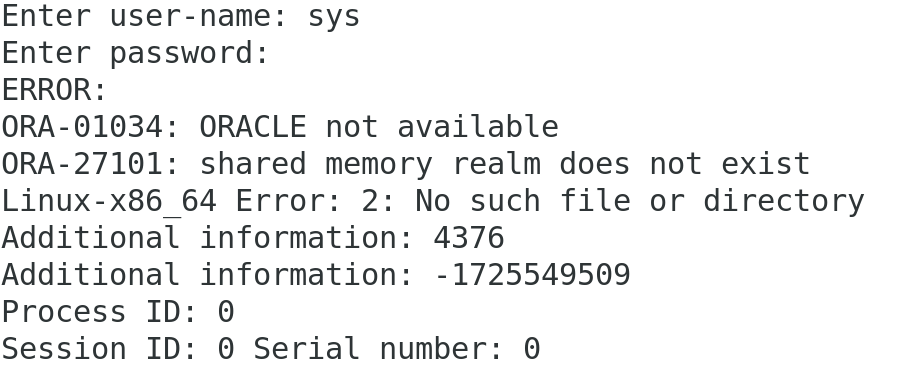 Enter user-name: sys
Enter password:
ERROR:
ORA-01034: ORACLE not available
ORA-27101: shared memory realm does not exist
Linux-x86_64 Error: 2: No such file or directory
Additional information: 4376
Additional information: -1725549509
Process ID: 0
Session ID: 0 Serial number: 0